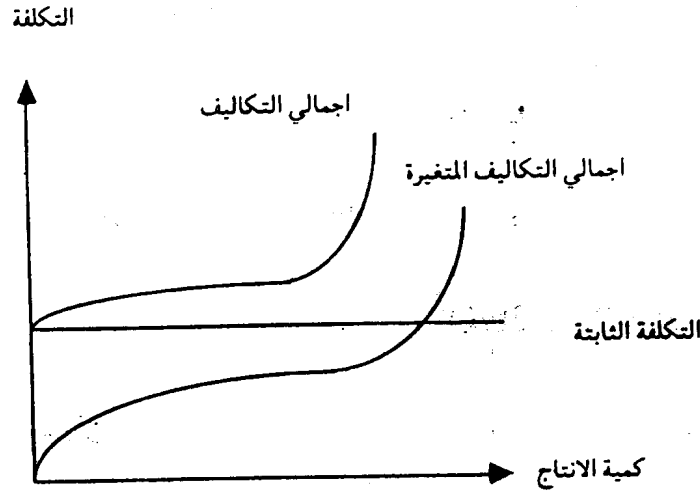 التكلفة
اجمالي التكاليف
اجمالي التكاليف المتغيرة
التكلفة الثابتة
كمية الانتاج